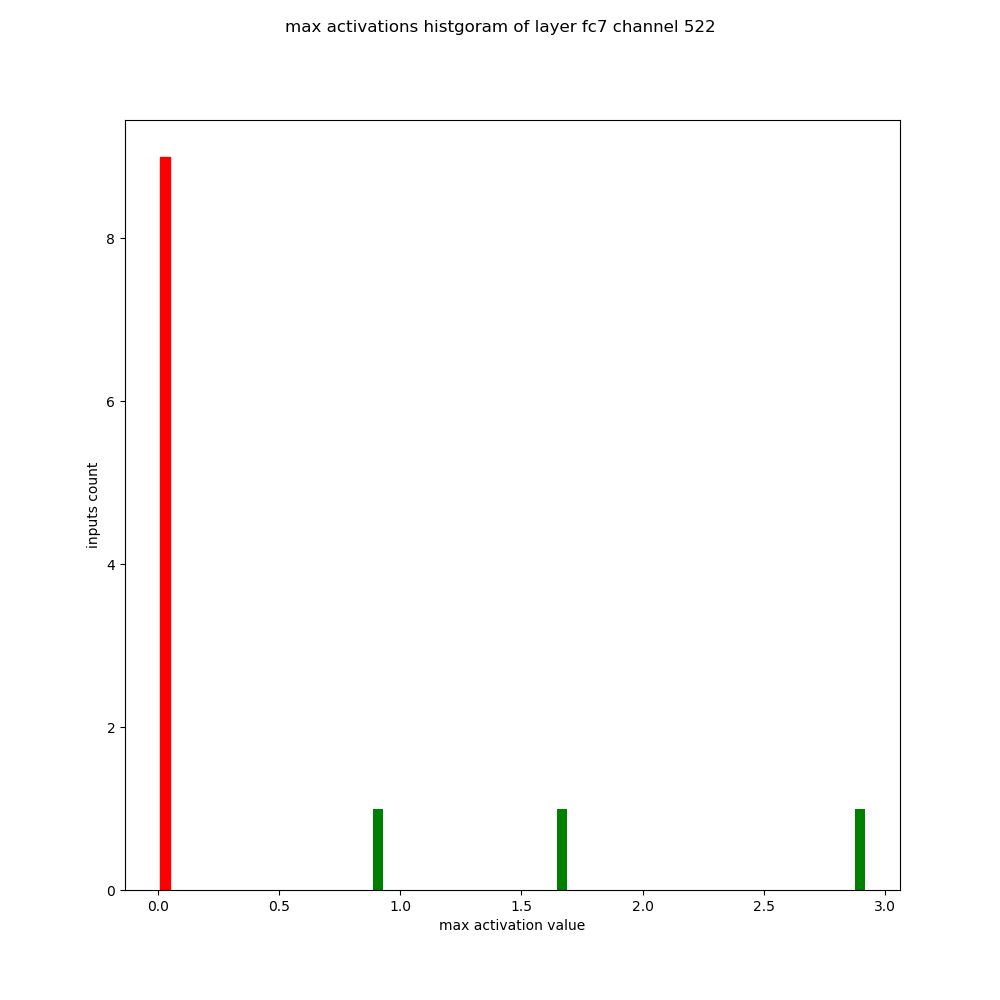 max activations histgoram of layer fc7 channel 522
8
6
4
2
0
inputs count
0.0 0.5 1.0 1.5 2.0 2.5 3.0
max activation value